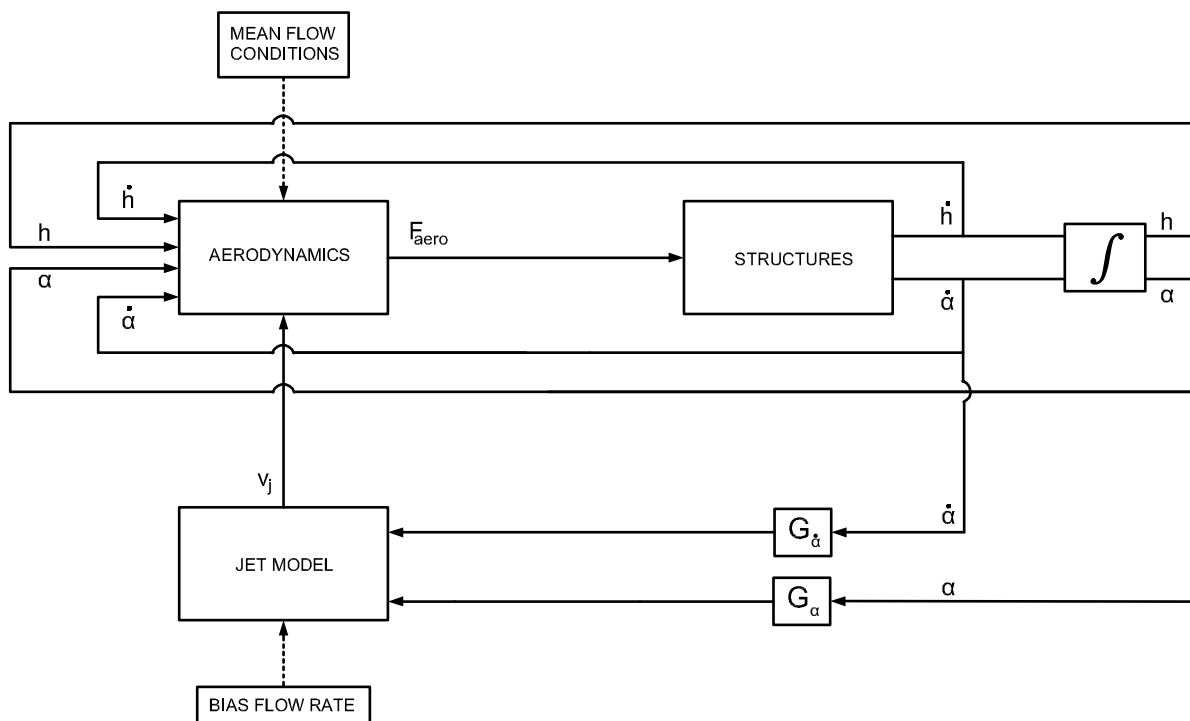 MEAN FLOW
CONDITIONS
ḣ
h
α
α̇
AERODYNAMICS
F_aero
STRUCTURES
ḣ
α̇
∫
h
α
v_j
JET MODEL
G_α̇
α̇
G_α
α
BIAS FLOW RATE